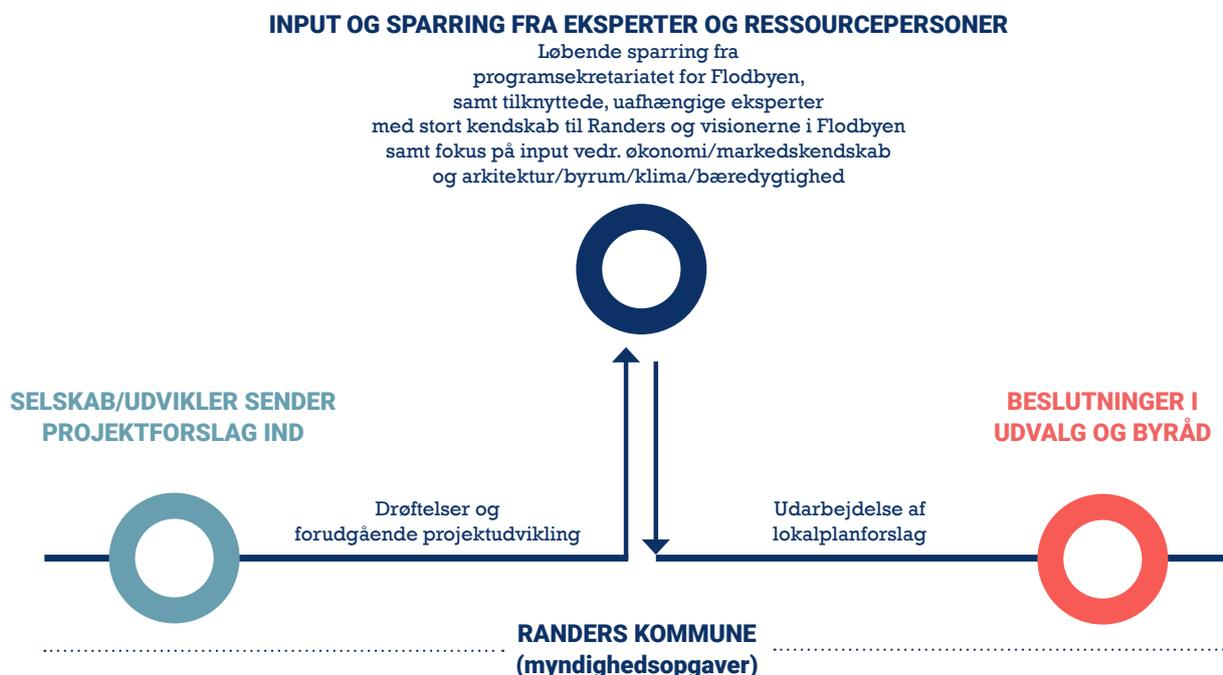 INPUT OG SPARRING FRA EKSPERTER OG RESSOURCEPERSONER
Løbende sparring fra
programsekretariatet for Flodbyen,
samt tilknyttede, uafhængige eksperter
med stort kendskab til Randers og visionerne i Flodbyen
samt fokus på input vedr. økonomi/markedskendskab
og arkitektur/byrum/klima/bæredygtighed
SELSKAB/UDVIKLER SENDER
PROJEKTFORSLAG IND
BESLUTNINGER I
UDVALG OG BYRÅD
Drøftelser og
forudgående projektudvikling
Udarbejdelse af
lokalplanforslag
RANDERS KOMMUNE
(myndighedsopgaver)